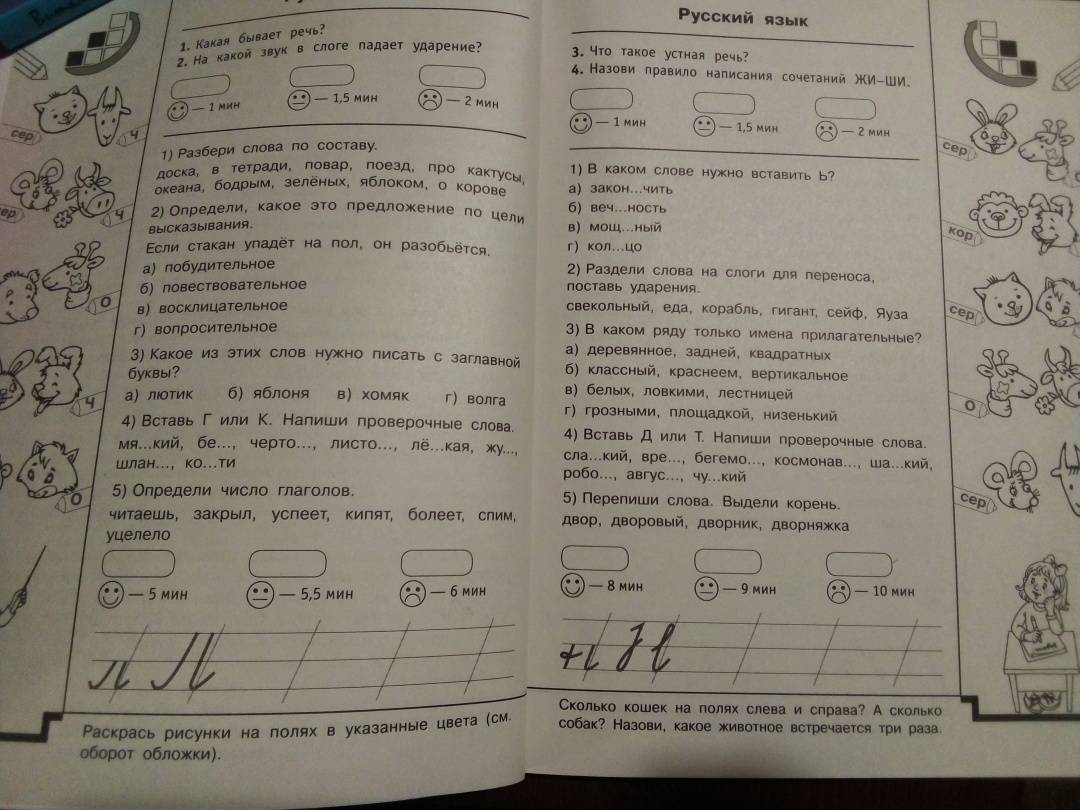 1. Какая бывает речь?
2. На какой звук в слоге падает ударение?
— 1 мин — 1,5 мин — 2 мин
1) Разбери слова по составу.
доска, в тетради, повар, поезд, про кактусы,
океана, бодрым, зелёных, яблоком, о корове
2) Определи, какое это предложение по цели
высказывания.
Если стакан упадёт на пол, он разобьётся.
а) побудительное
б) повествовательное
в) восклицательное
г) вопросительное
3) Какое из этих слов нужно писать с заглавной
буквы?
а) лютик б) яблоня в) хомяк г) волга
4) Вставь Г или К. Напиши проверочные слова.
мя...кий, бе..., черто..., листо..., лё...кая, жу...,
шлан..., ко...ти
5) Определи число глаголов.
читаешь, закрыл, успеет, кипят, болеет, спим,
уцелело
— 5 мин — 5,5 мин — 6 мин
л Л
Раскрась рисунки на полях в указанные цвета (см.
оборот обложки).
сер
ч
сер
ч
о
ч
о
Русский язык
3. Что такое устная речь?
4. Назови правило написания сочетаний ЖИ–ШИ.
— 1 мин — 1,5 мин — 2 мин
1) В каком слове нужно вставить Ь?
а) закон...чить
б) веч...ность
в) мощ...ный
г) кол...цо
2) Раздели слова на слоги для переноса,
поставь ударения.
свекольный, еда, корабль, гигант, сейф, Яуза
3) В каком ряду только имена прилагательные?
а) деревянное, задней, квадратных
б) классный, краснеем, вертикальное
в) белых, ловкими, лестницей
г) грозными, площадкой, низенький
4) Вставь Д или Т. Напиши проверочные слова.
сла...кий, вре..., бегемо..., космонав..., ша...кий,
робо..., авгус..., чу...кий
5) Перепиши слова. Выдели корень.
двор, дворовый, дворник, дворняжка
— 8 мин — 9 мин — 10 мин
Сколько кошек на полях слева и справа? А сколько
собак? Назови, какое животное встречается три раза.
сер
кор
сер
о
сер